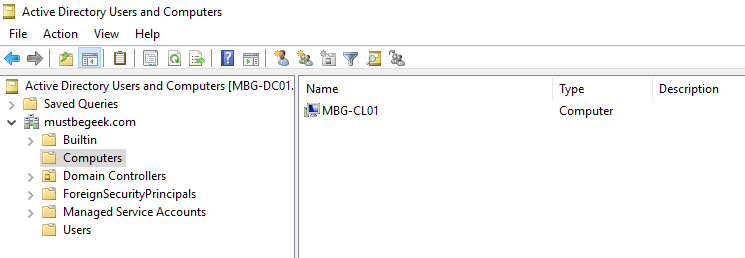 Active Directory Users and Computers
File Action View Help
Active Directory Users and Computers [MBG-DC01.
Saved Queries
mustbegeek.com
Builtin
Computers
Domain Controllers
ForeignSecurityPrincipals
Managed Service Accounts
Users
Name Type Description
MBG-CL01 Computer